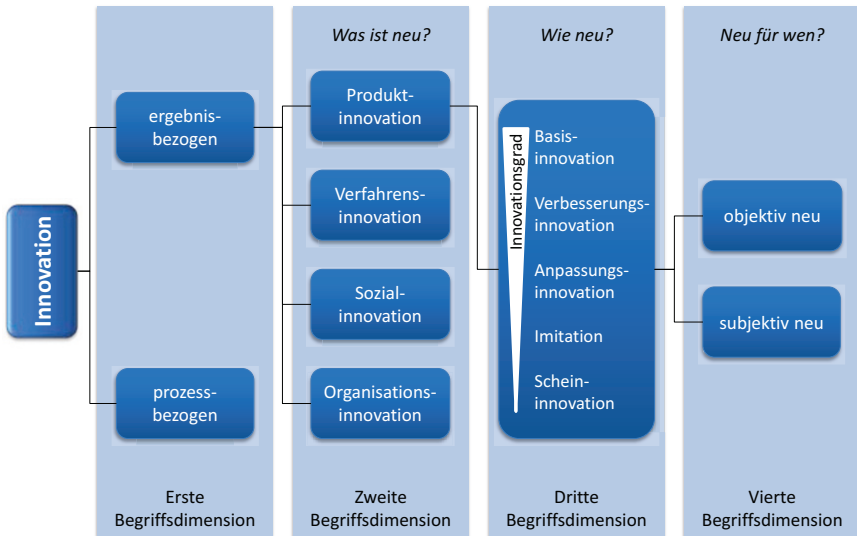 Was ist neu?
Wie neu?
Neu für wen?
Innovation
ergebnis-
bezogen
prozess-
bezogen
Produkt-
innovation
Verfahrens-
innovation
Sozial-
innovation
Organisations-
innovation
Innovationsgrad
Basis-
innovation
Verbesserungs-
innovation
Anpassungs-
innovation
Imitation
Schein-
innovation
objektiv neu
subjektiv neu
Erste
Begriffsdimension
Zweite
Begriffsdimension
Dritte
Begriffsdimension
Vierte
Begriffsdimension